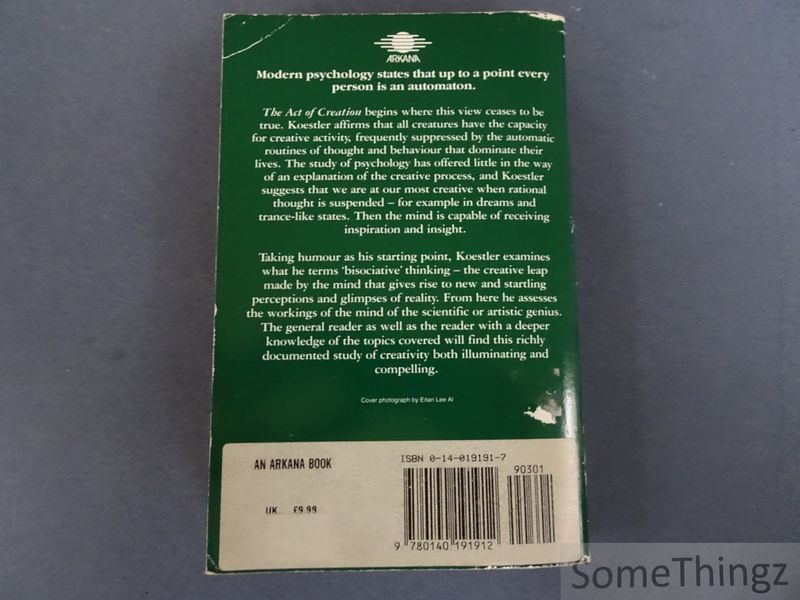 ARKANA
Modern psychology states that up to a point every
person is an automaton.
The Act of Creation begins where this view ceases to be
true. Koestler affirms that all creatures have the capacity
for creative activity, frequently suppressed by the automatic
routines of thought and behaviour that dominate their
lives. The study of psychology has offered little in the way
of an explanation of the creative process, and Koestler
suggests that we are at our most creative when rational
thought is suspended – for example in dreams and
trance-like states. Then the mind is capable of receiving
inspiration and insight.
Taking humour as his starting point, Koestler examines
what he terms ‘bisociative’ thinking – the creative leap
made by the mind that gives rise to new and startling
perceptions and glimpses of reality. From here he assesses
the workings of the mind of the scientific or artistic genius.
The general reader as well as the reader with a deeper
knowledge of the topics covered will find this richly
documented study of creativity both illuminating and
compelling.
Cover photograph by Eitan Lee Al
AN ARKANA BOOK
ISBN 0-14-019191-7
90301
UK £9.99
9 780140 191912
SomeThingz